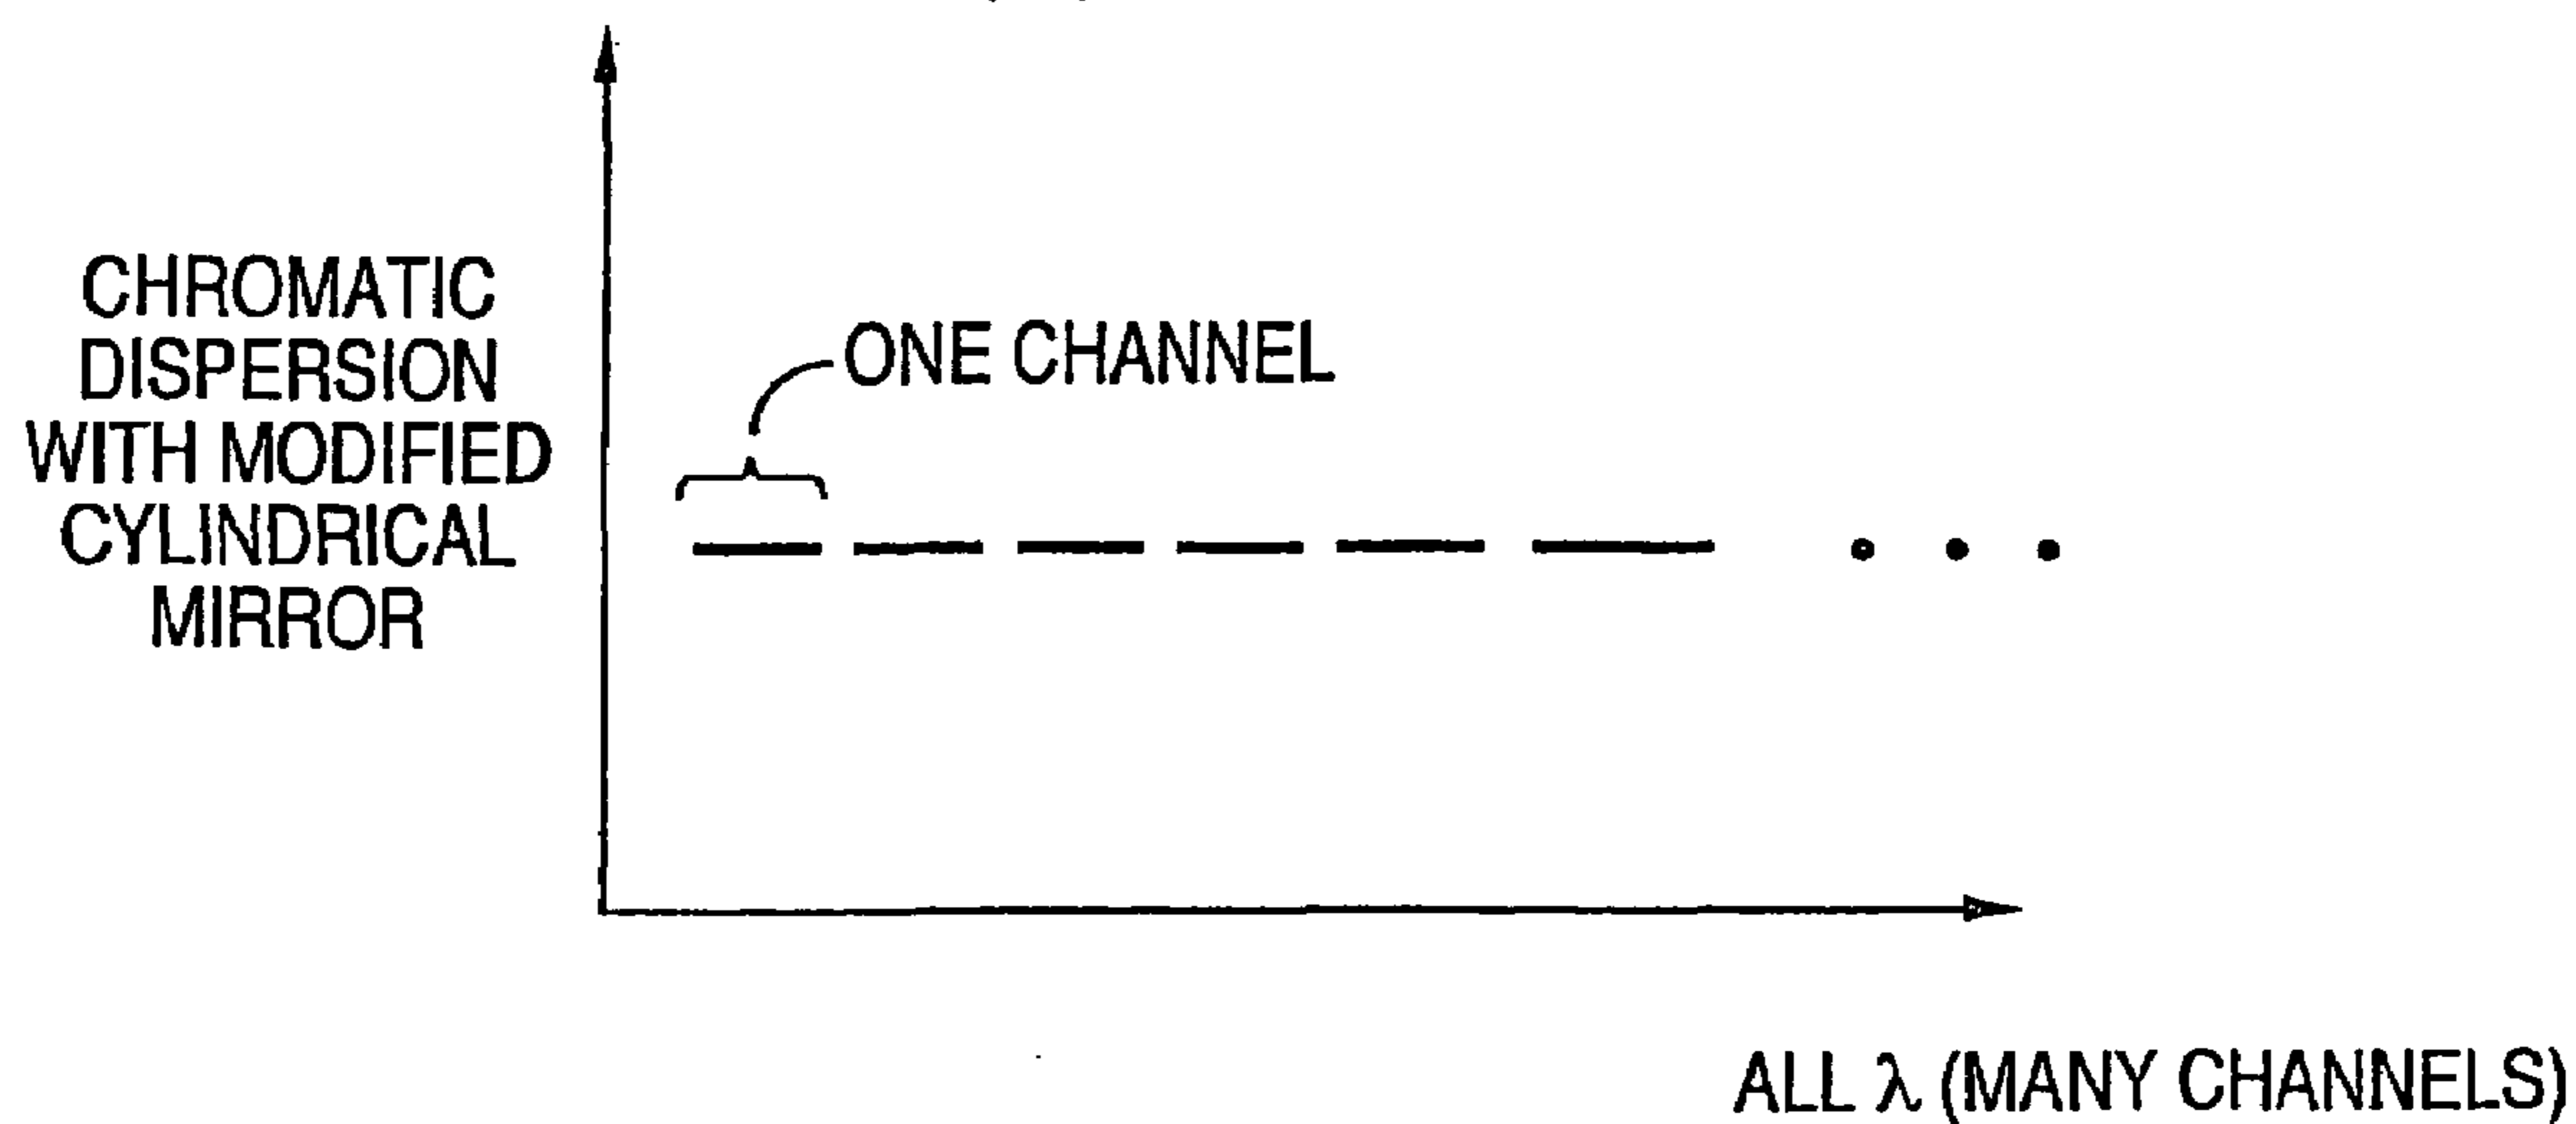 CHROMATIC
DISPERSION
WITH MODIFIED
CYLINDRICAL
MIRROR
ONE CHANNEL
ALL λ (MANY CHANNELS)